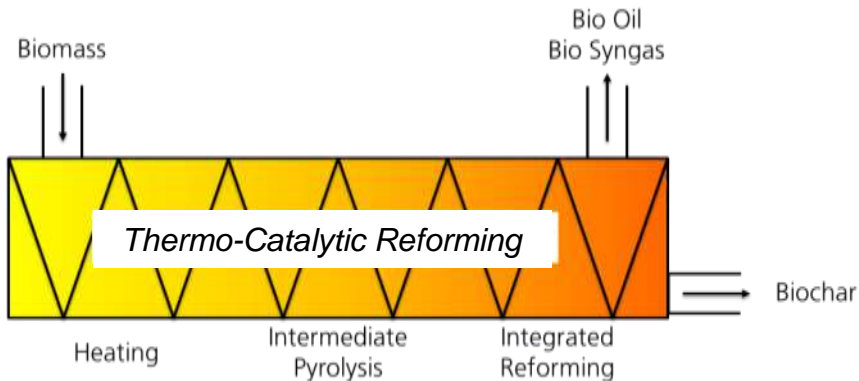 Bio Oil
Bio Syngas
Biomass
Thermo-Catalytic Reforming
Biochar
Heating
Intermediate
Pyrolysis
Integrated
Reforming